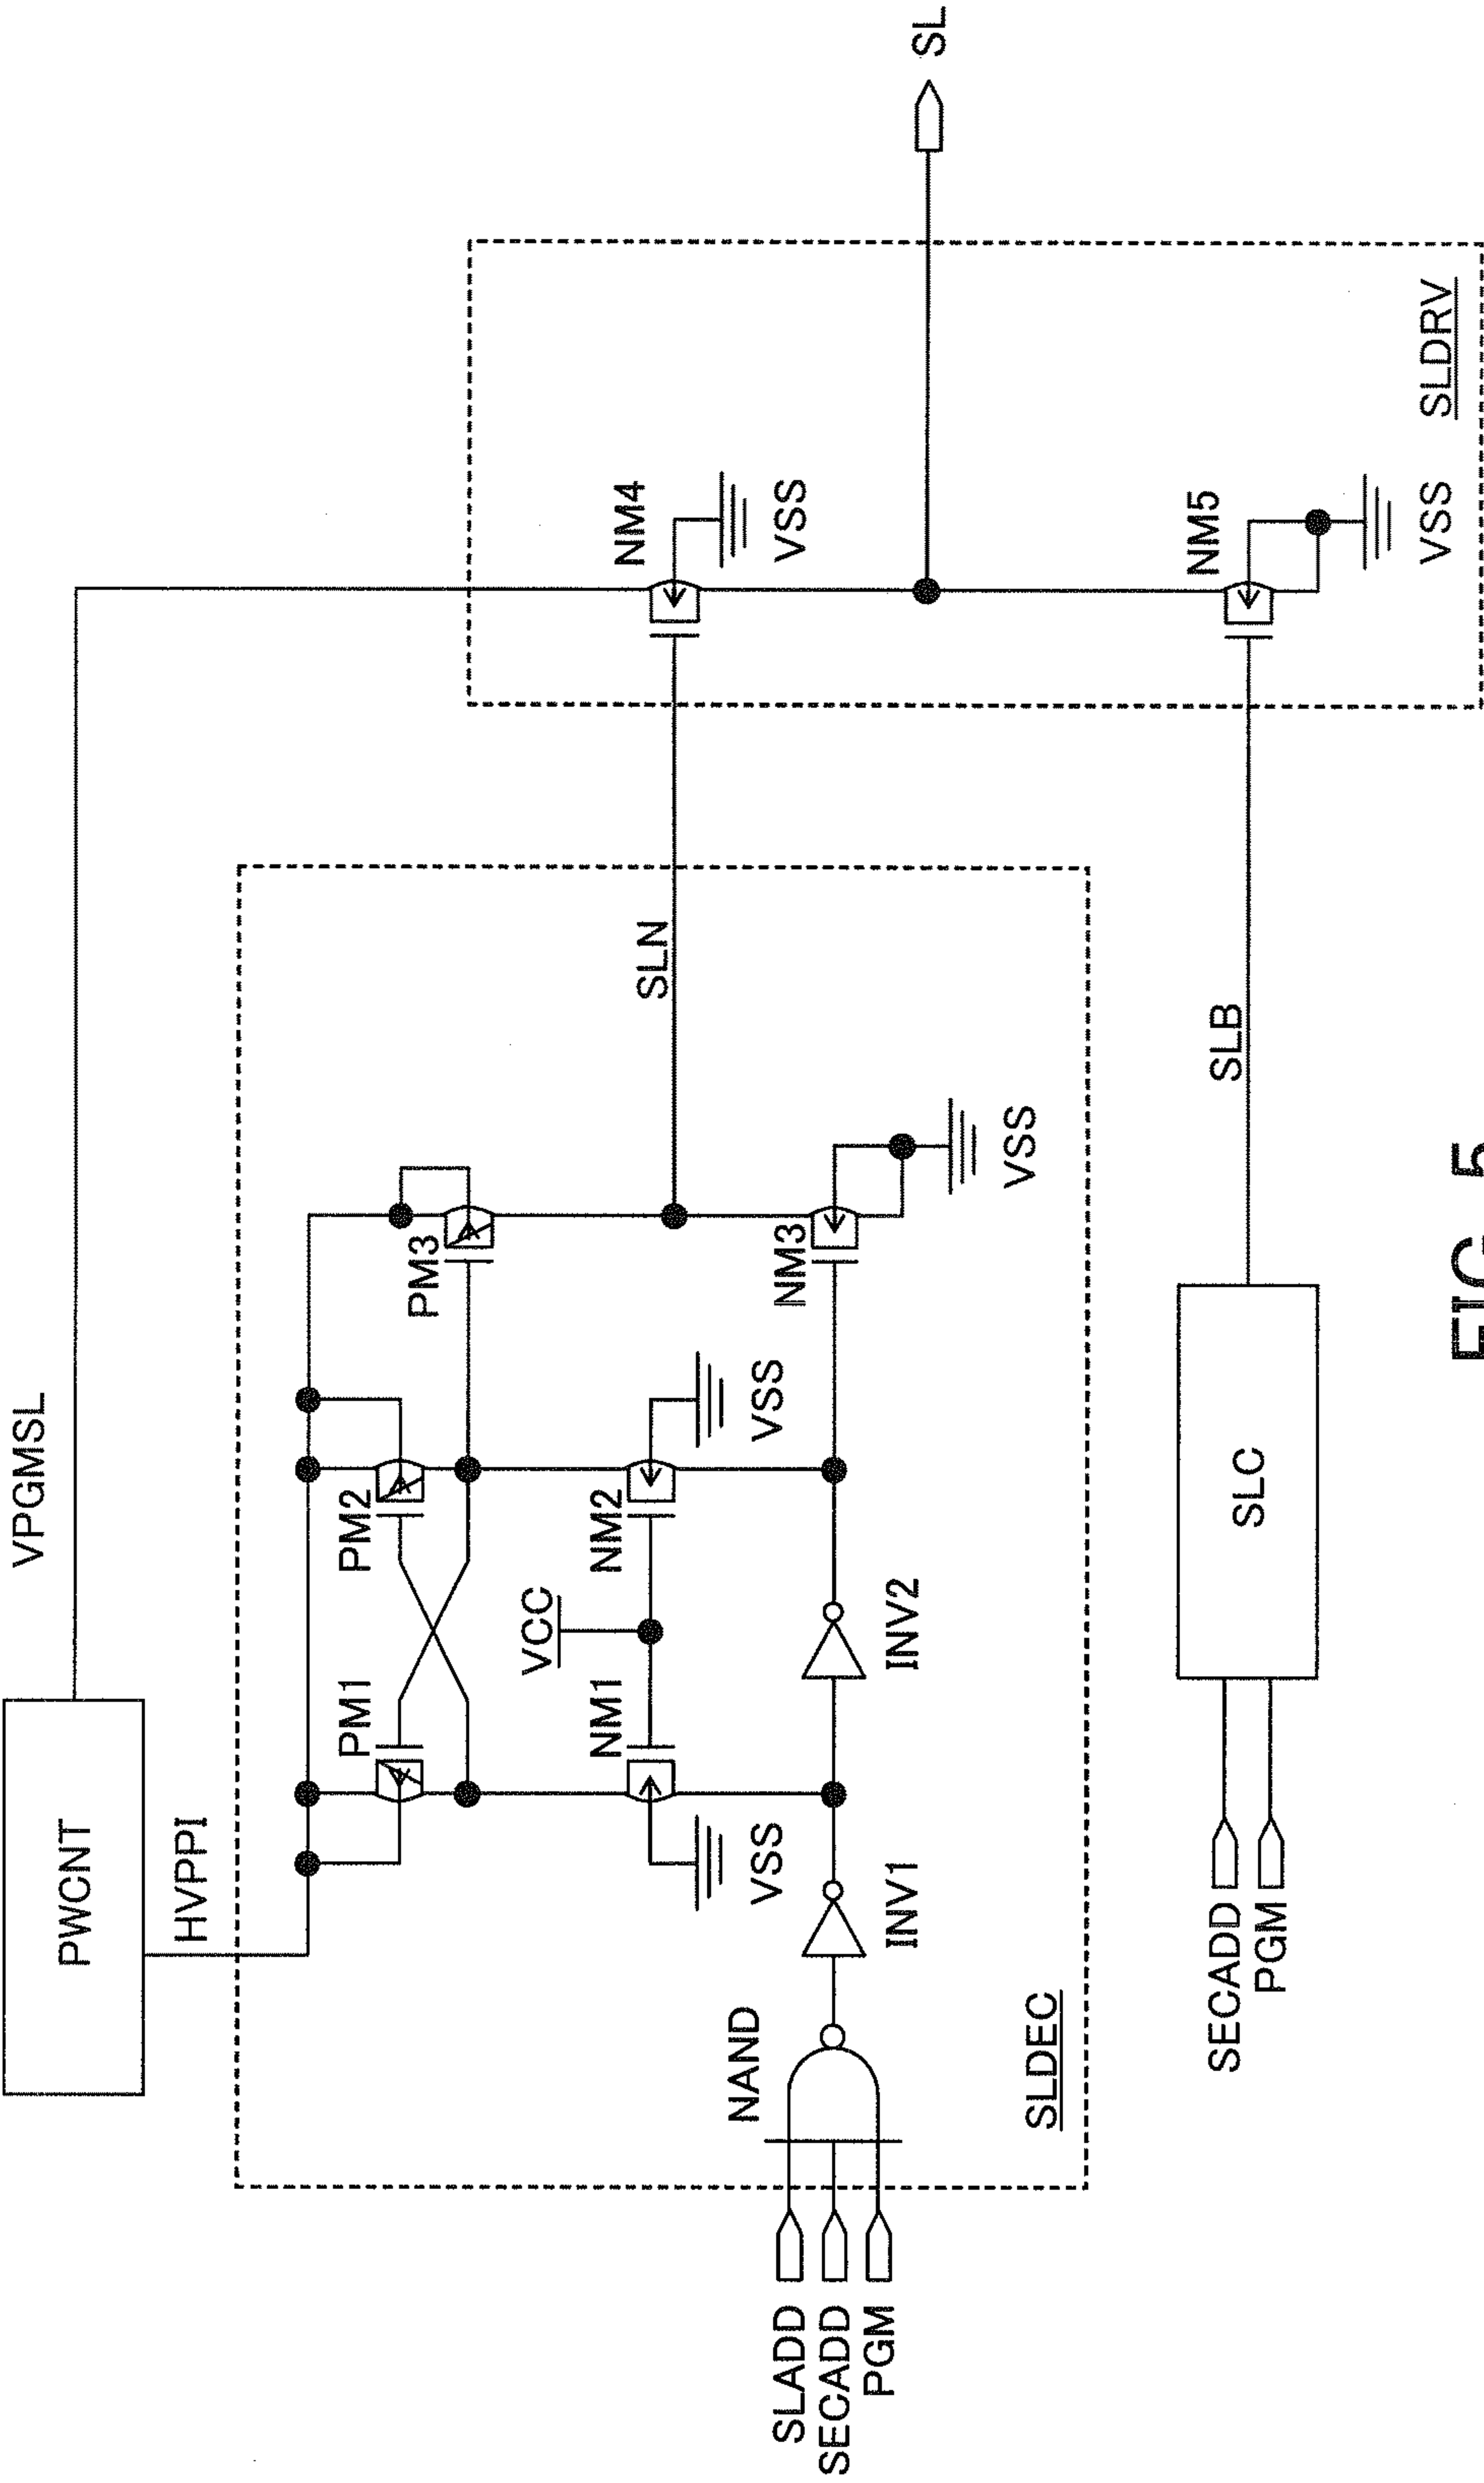 PWCNT
VPGMSL
HVPPI
PM1
PM2
PM3
VCC
NM1
NM2
VSS
VSS
SLN
NM3
VSS
NAND
INV1
INV2
SLADD
SECADD
PGM
SLDEC
NM4
VSS
SL
NM5
VSS
SLDRV
SECADD
PGM
SLC
SLB
FIG. 5